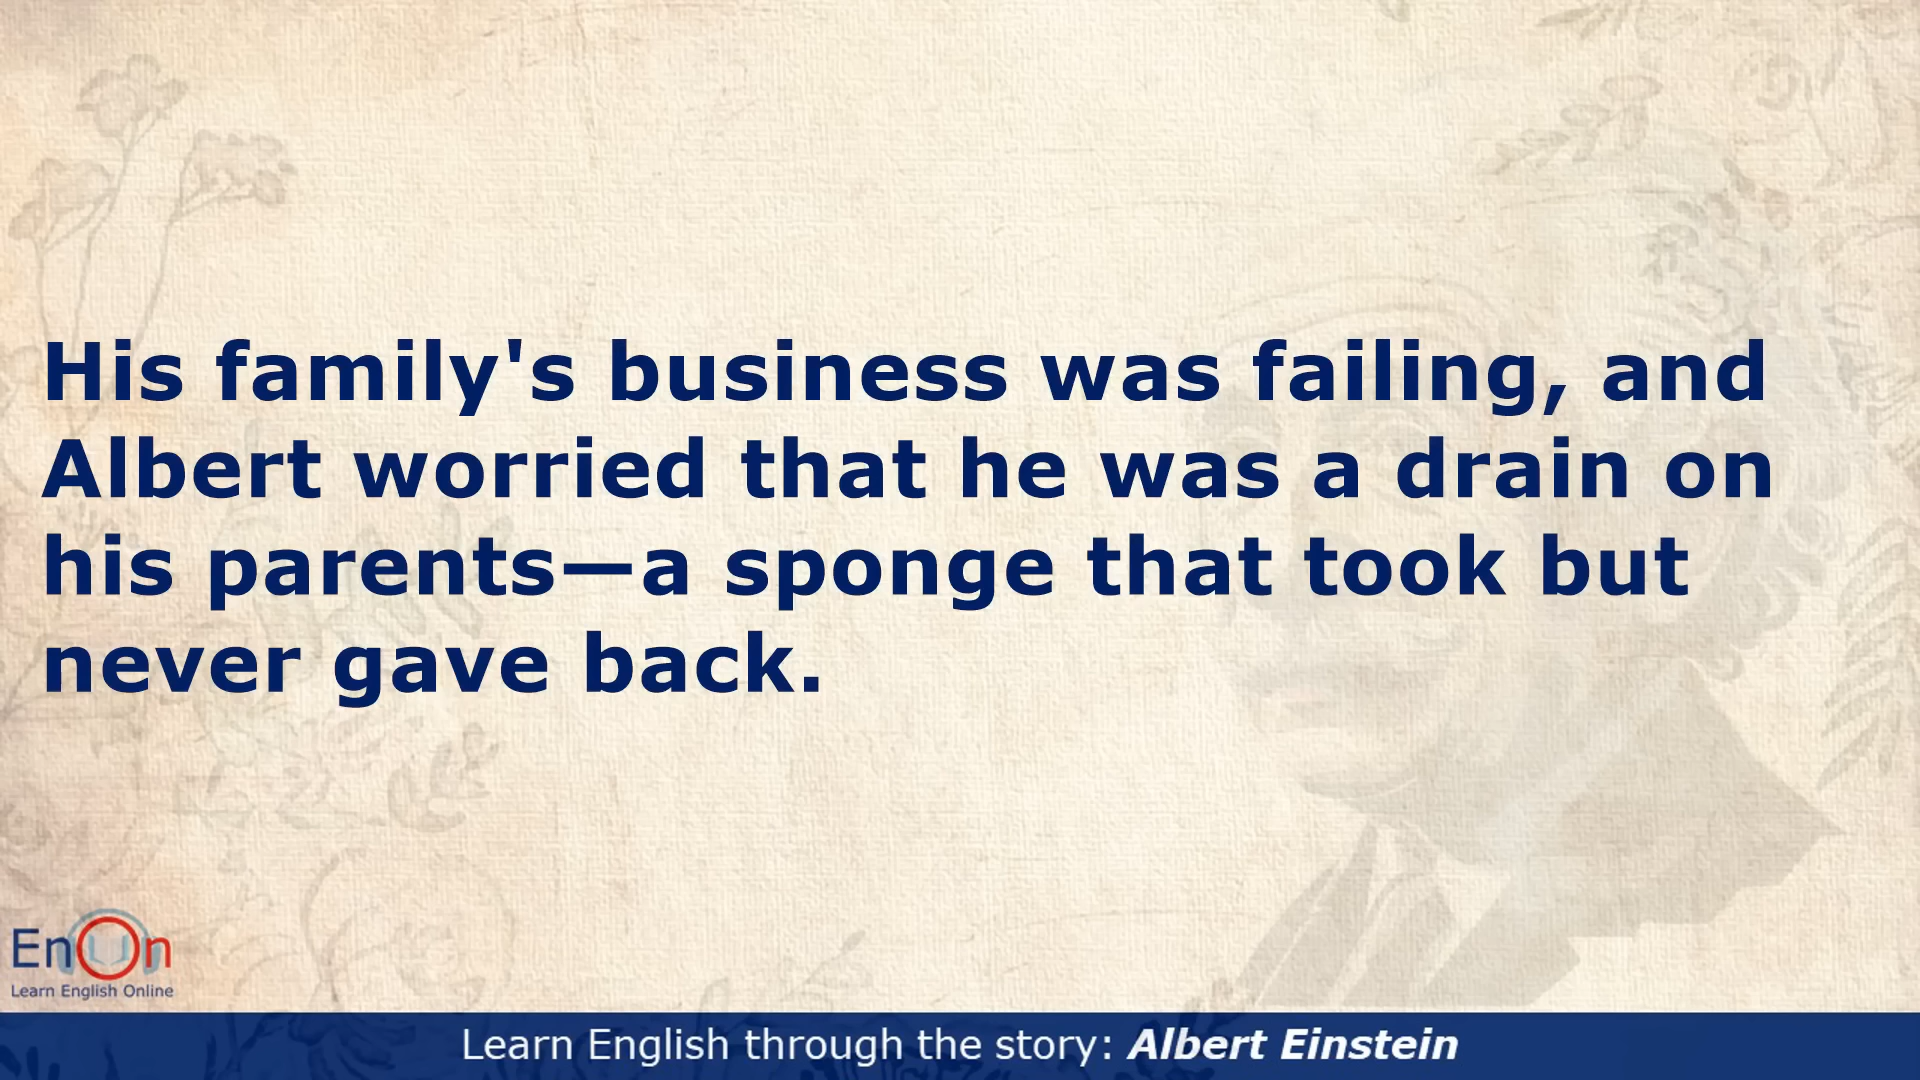 His family's business was failing, and
Albert worried that he was a drain on
his parents—a sponge that took but
never gave back.
EnOn
Learn English Online
Learn English through the story: Albert Einstein